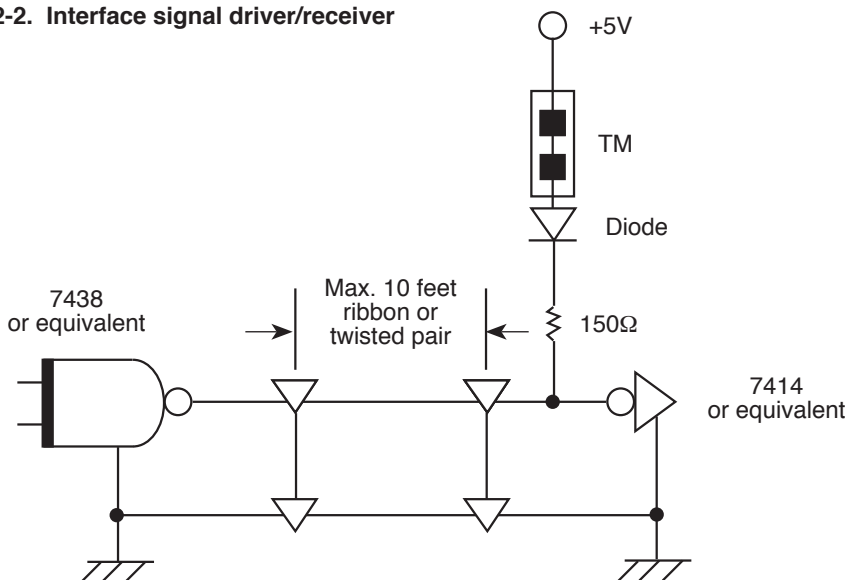 2-2. Interface signal driver/receiver
+5V
TM
Diode
150Ω
Max. 10 feet
ribbon or
twisted pair
7438
or equivalent
7414
or equivalent